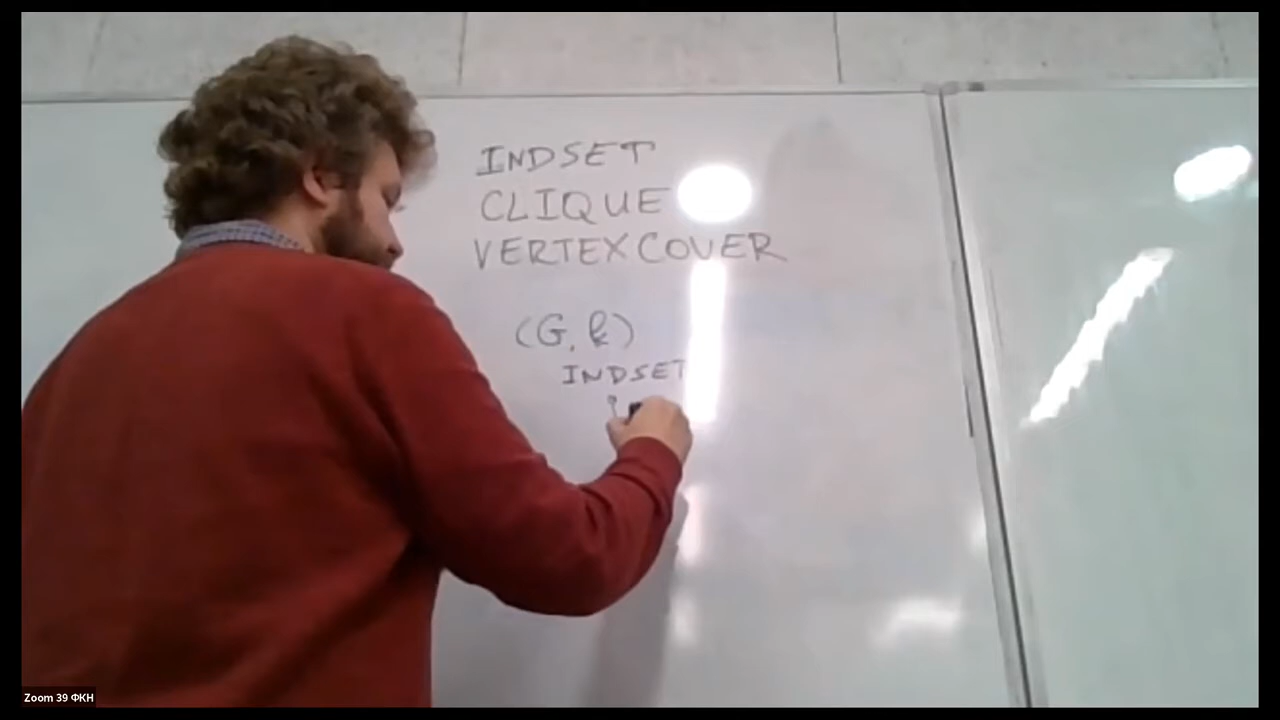 INDSET
CLIQUE
VERTEXCOVER
(G, k)
INDSET
Zoom 39 ФКН